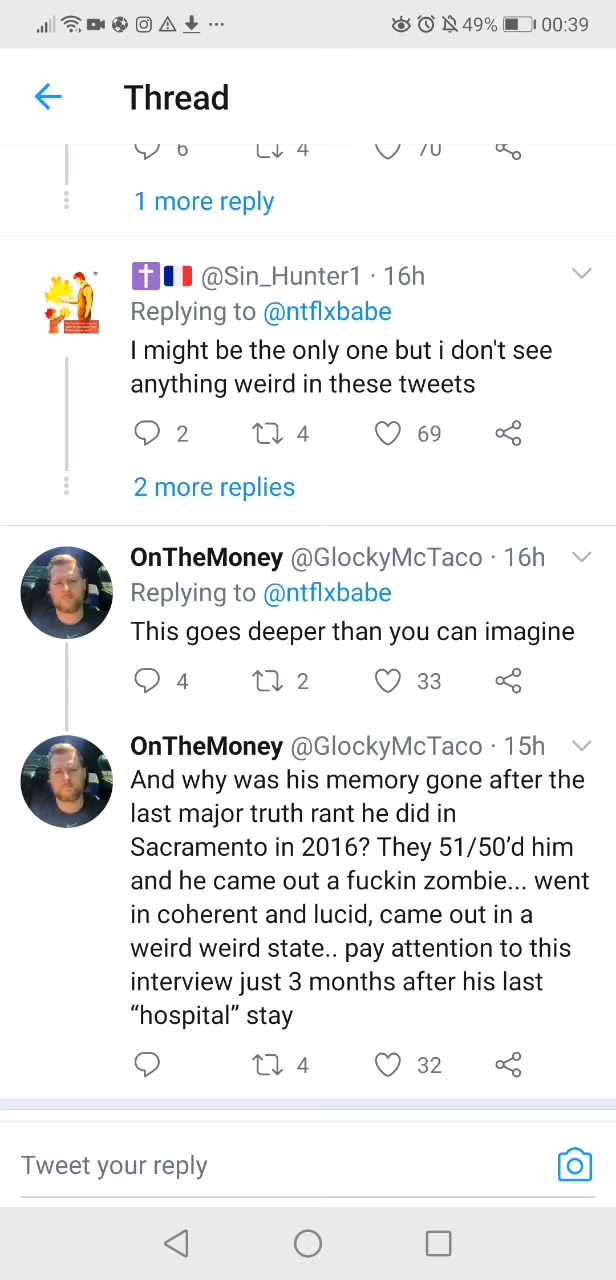 49% 00:39
Thread
6 4 70
1 more reply
@Sin_Hunter1 · 16h
Replying to @ntflxbabe
I might be the only one but i don't see
anything weird in these tweets
2 4 69
2 more replies
OnTheMoney @GlockyMcTaco · 16h
Replying to @ntflxbabe
This goes deeper than you can imagine
4 2 33
OnTheMoney @GlockyMcTaco · 15h
And why was his memory gone after the
last major truth rant he did in
Sacramento in 2016? They 51/50’d him
and he came out a fuckin zombie... went
in coherent and lucid, came out in a
weird weird state.. pay attention to this
interview just 3 months after his last
“hospital” stay
4 32
Tweet your reply